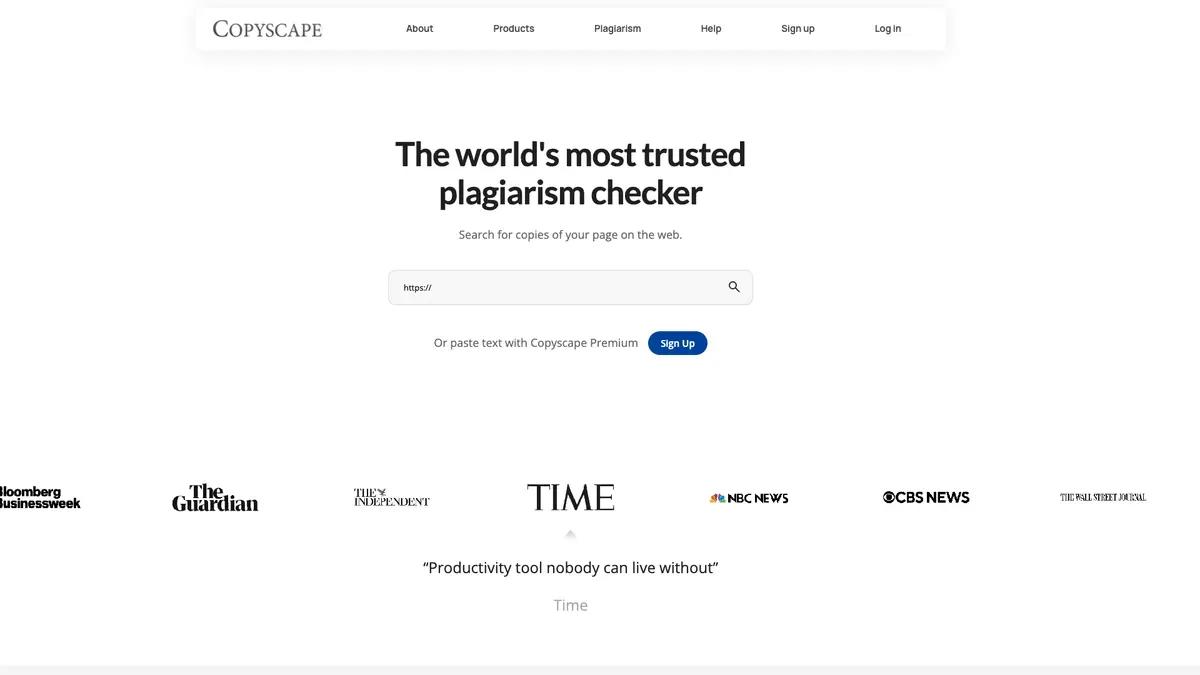 COPYSCAPE
About
Products
Plagiarism
Help
Sign up
Log in
The world's most trusted
plagiarism checker
Search for copies of your page on the web.
https://
Or paste text with Copyscape Premium
Sign Up
Bloomberg
Businessweek
The
Guardian
THE
INDEPENDENT
TIME
NBC NEWS
CBS NEWS
THE WALL STREET JOURNAL
“Productivity tool nobody can live without”
Time